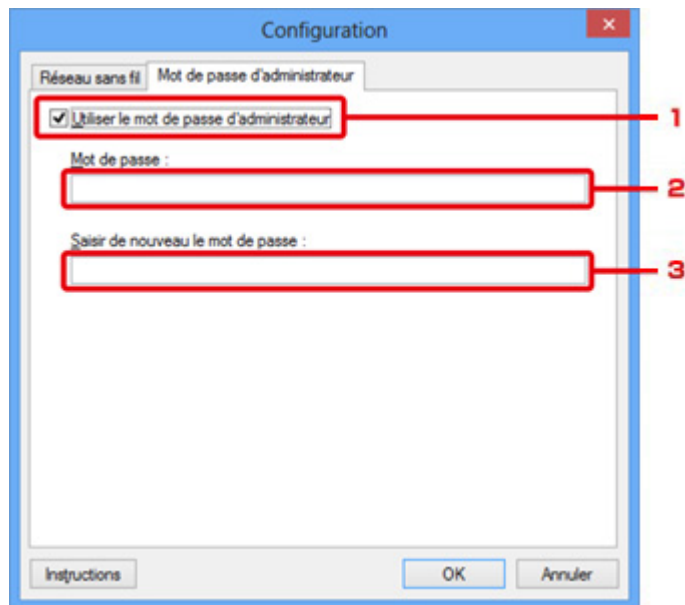 Configuration
Réseau sans fil
Mot de passe d'administrateur
Utiliser le mot de passe d'administrateur
1
Mot de passe :
2
Saisir de nouveau le mot de passe :
3
Instructions
OK
Annuler